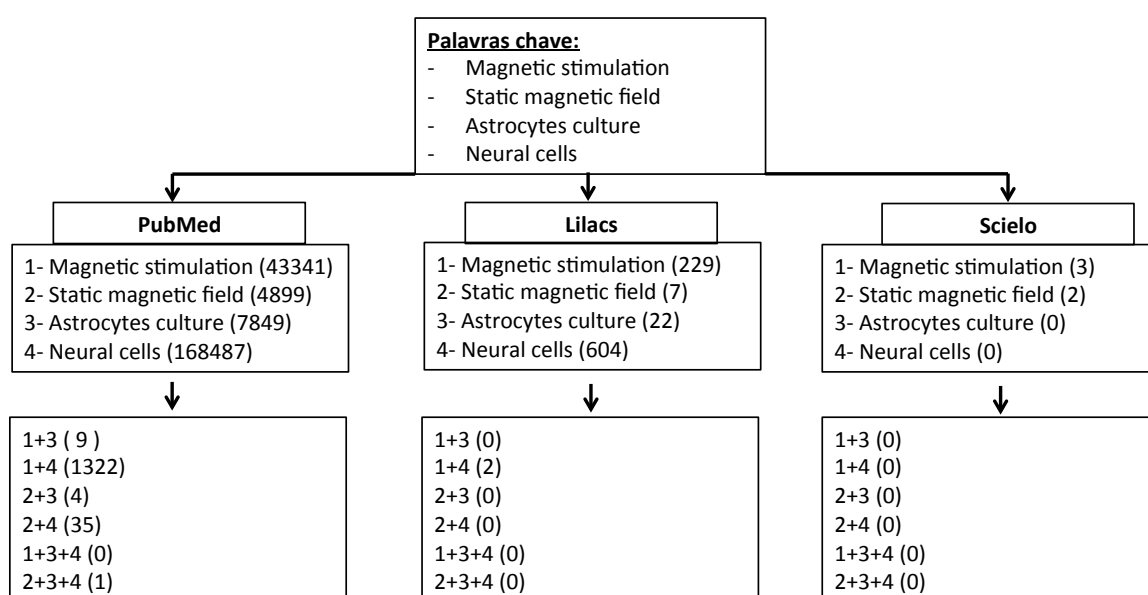 Palavras chave:
- Magnetic stimulation
- Static magnetic field
- Astrocytes culture
- Neural cells
PubMed
1- Magnetic stimulation (43341)
2- Static magnetic field (4899)
3- Astrocytes culture (7849)
4- Neural cells (168487)
1+3 ( 9 )
1+4 (1322)
2+3 (4)
2+4 (35)
1+3+4 (0)
2+3+4 (1)
Lilacs
1- Magnetic stimulation (229)
2- Static magnetic field (7)
3- Astrocytes culture (22)
4- Neural cells (604)
1+3 (0)
1+4 (2)
2+3 (0)
2+4 (0)
1+3+4 (0)
2+3+4 (0)
Scielo
1- Magnetic stimulation (3)
2- Static magnetic field (2)
3- Astrocytes culture (0)
4- Neural cells (0)
1+3 (0)
1+4 (0)
2+3 (0)
2+4 (0)
1+3+4 (0)
2+3+4 (0)